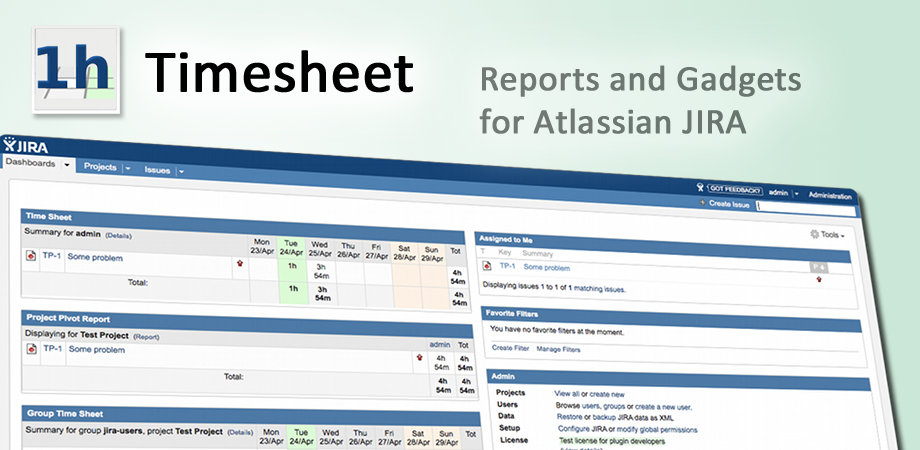 1h
Timesheet
Reports and Gadgets
for Atlassian JIRA
JIRA
GOT FEEDBACK? admin Administration
Dashboards Projects Issues
Create Issue
Tools
Time Sheet
Summary for admin (Details)
Mon 23/Apr Tue 24/Apr Wed 25/Apr Thu 26/Apr Fri 27/Apr Sat 28/Apr Sun 29/Apr Tot
TP-1 Some problem 1h 3h 54m 4h 54m
Total: 1h 3h 54m 4h 54m
Project Pivot Report
Displaying for Test Project (Report)
admin Tot
TP-1 Some problem 4h 54m 4h 54m
Total: 4h 54m 4h 54m
Group Time Sheet
Summary for group jira-users, project Test Project (Details)
Mon 23/Apr Tue 24/Apr Wed 25/Apr Thu 26/Apr Fri 27/Apr Sat 28/Apr Sun 29/Apr Tot
Assigned to Me
T Key Summary
TP-1 Some problem
Displaying issues 1 to 1 of 1 matching issues.
Favorite Filters
You have no favorite filters at the moment.
Create Filter Manage Filters
Admin
Projects View all or create new
Users Browse users, groups or create a new user.
Data Restore or backup JIRA data as XML
Setup Configure JIRA or modify global permissions
License Test license for plugin developers